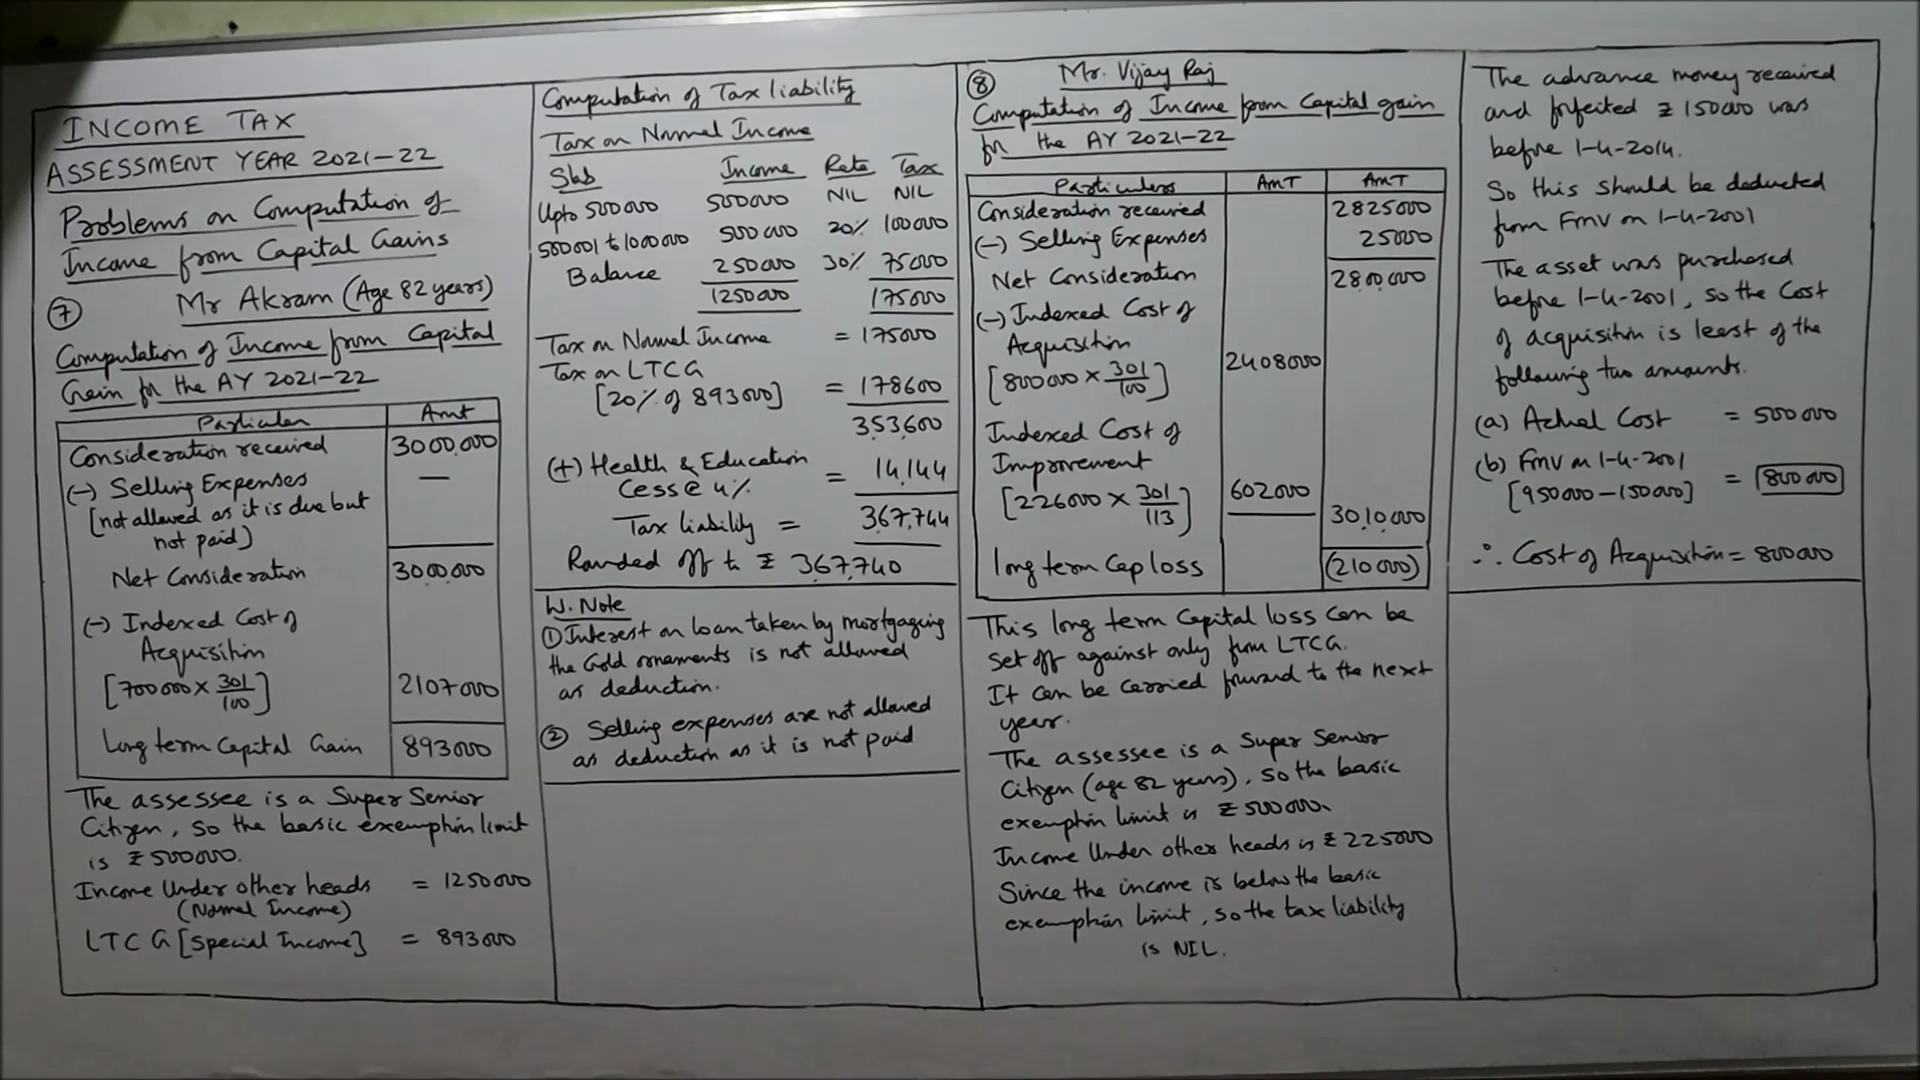 INCOME TAX
ASSESSMENT YEAR 2021-22
Problems on Computation of
Income from Capital Gains
⑦ Mr Akram (Age 82 years)
Computation of Income from Capital
Gain for the AY 2021-22
Particular Amt
Consideration received 3000,000
(-) Selling Expenses —
[not allowed as it is due but
not paid)
Net Consideration 3000,000
(-) Indexed Cost of
Acquisition
[700000 x 301/100] 2107000
Long term Capital Gain 893000
The assessee is a Super Senior
Citizen, so the basic exemption limit
is ₹500000.
Income Under other heads = 1250000
(Normal Income)
LTCG [Special Income] = 893000
Computation of Tax liability
Tax on Normal Income
Slab Income Rate Tax
Upto 500000 500000 NIL NIL
500001 to 1000000 500000 20% 100000
Balance 250000 30% 75000
1250000 175000
Tax on Normal Income = 175000
Tax on LTCG
[20% of 893000] = 178600
353,600
(+) Health & Education
Cess @ 4% = 14,144
Tax liability = 367,744
Rounded off to ₹ 367,740
W. Note
① Interest on loan taken by mortgaging
the Gold ornaments is not allowed
as deduction.
② Selling expenses are not allowed
as deduction as it is not paid
⑧ Mr. Vijay Raj
Computation of Income from Capital gain
for the AY 2021-22
Particulars AMT AMT
Consideration received 2825000
(-) Selling Expenses 25000
Net Consideration 2800,000
(-) Indexed Cost of
Acquisition
[800000 x 301/100] 2408000
Indexed Cost of
Improvement
[226000 x 301/113] 602000
3010,000
long term Cap loss (210000)
This long term Capital loss can be
set off against only from LTCG.
It can be carried forward to the next
year.
The assessee is a Super Senior
Citizen (age 82 years), so the basic
exemption limit is ₹500000.
Income Under other heads is ₹225000
Since the income is below the basic
exemption limit, so the tax liability
is NIL.
The advance money received
and forfeited ₹150000 was
before 1-4-2014.
So this should be deducted
from FMV on 1-4-2001
The asset was purchased
before 1-4-2001, so the Cost
of acquisition is least of the
following two amounts.
(a) Actual Cost = 500000
(b) FMV on 1-4-2001
[950000-150000] = 800000
∴ Cost of Acquisition = 800000